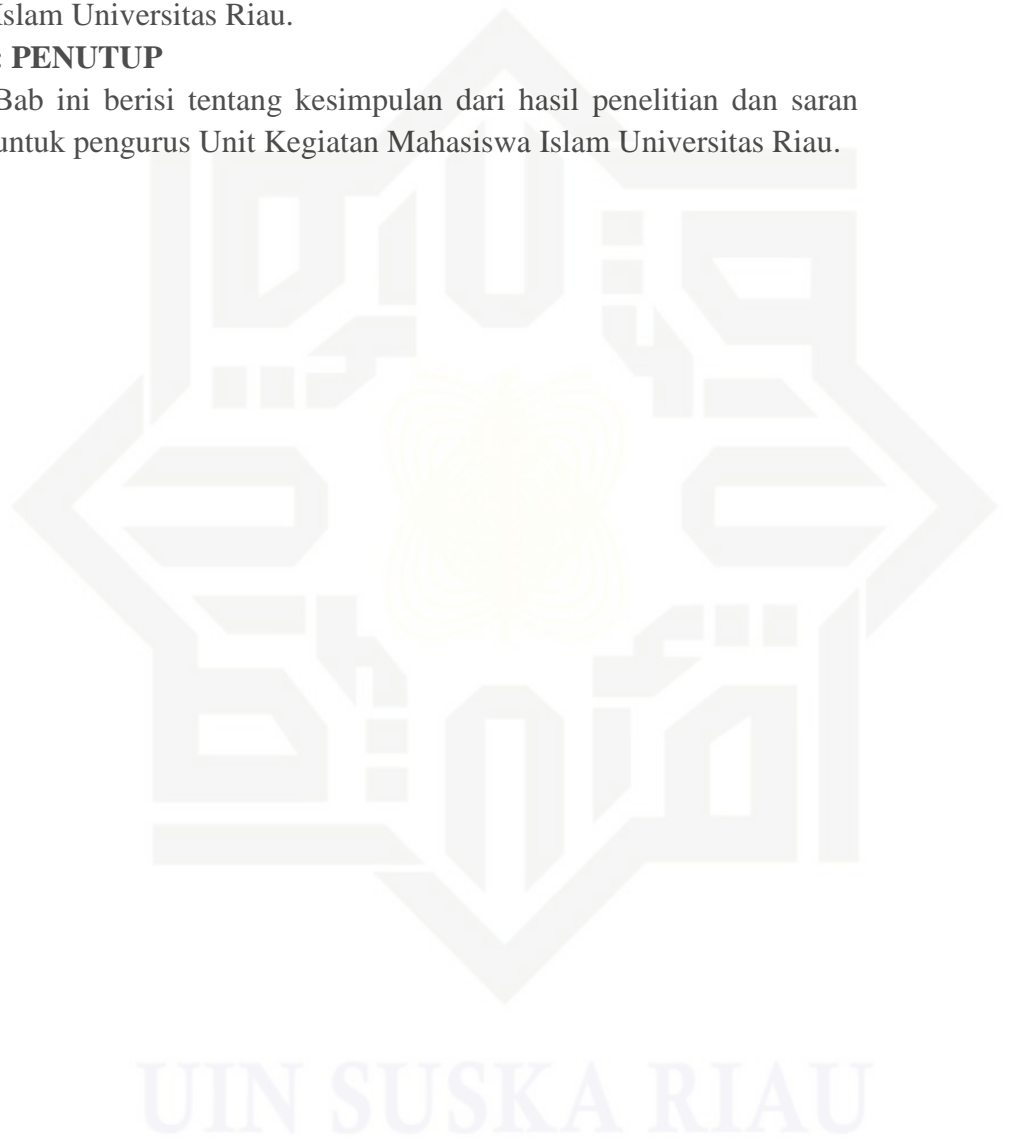 Islam Universitas Riau.
: PENUTUP
Bab ini berisi tentang kesimpulan dari hasil penelitian dan saran
untuk pengurus Unit Kegiatan Mahasiswa Islam Universitas Riau.
UIN SUSKA RIAU